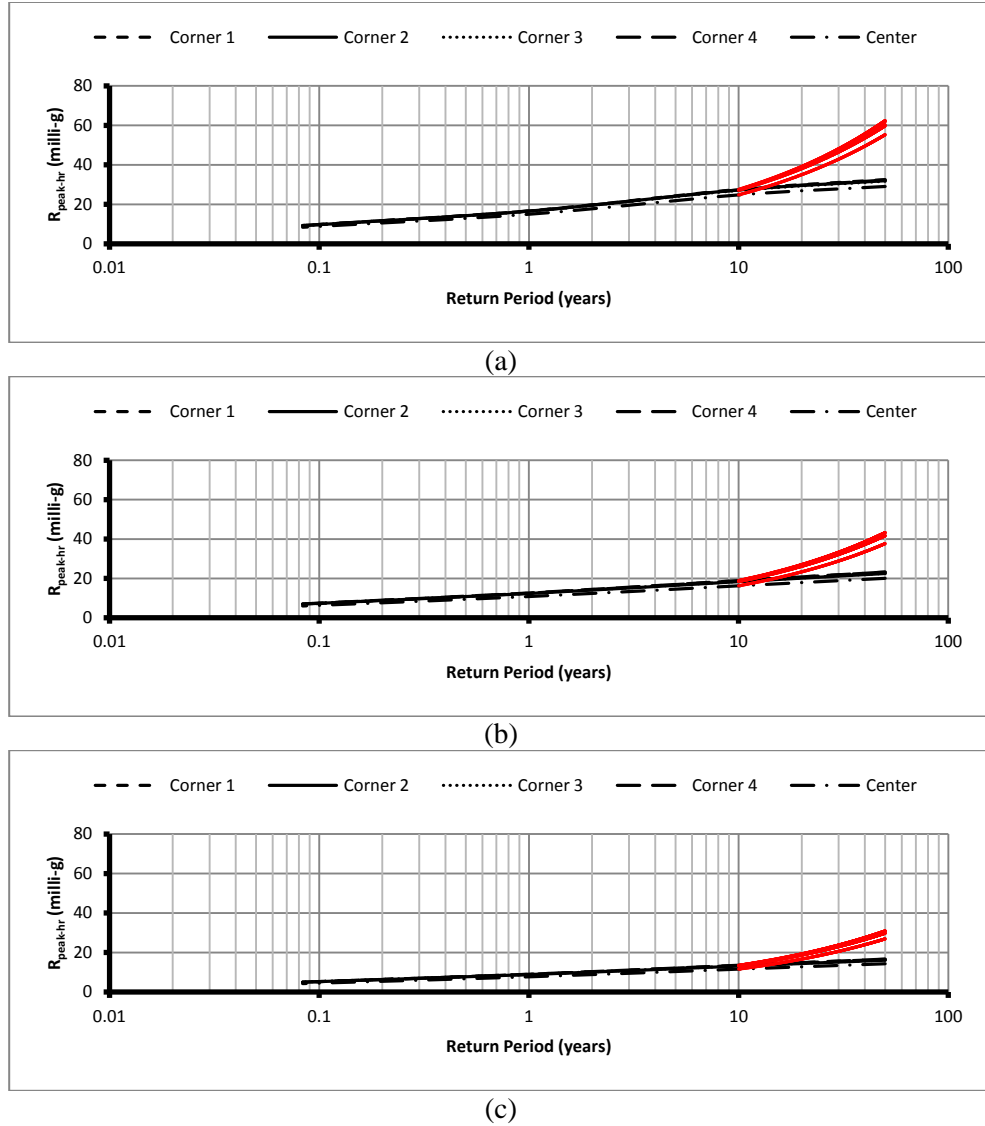 Corner 1 Corner 2 Corner 3 Corner 4 Center
80
60
40
20
0
R_peak-hr (milli-g)
0.01 0.1 1 10 100
Return Period (years)
(a)
Corner 1 Corner 2 Corner 3 Corner 4 Center
80
60
40
20
0
R_peak-hr (milli-g)
0.01 0.1 1 10 100
Return Period (years)
(b)
Corner 1 Corner 2 Corner 3 Corner 4 Center
80
60
40
20
0
R_peak-hr (milli-g)
0.01 0.1 1 10 100
Return Period (years)
(c)